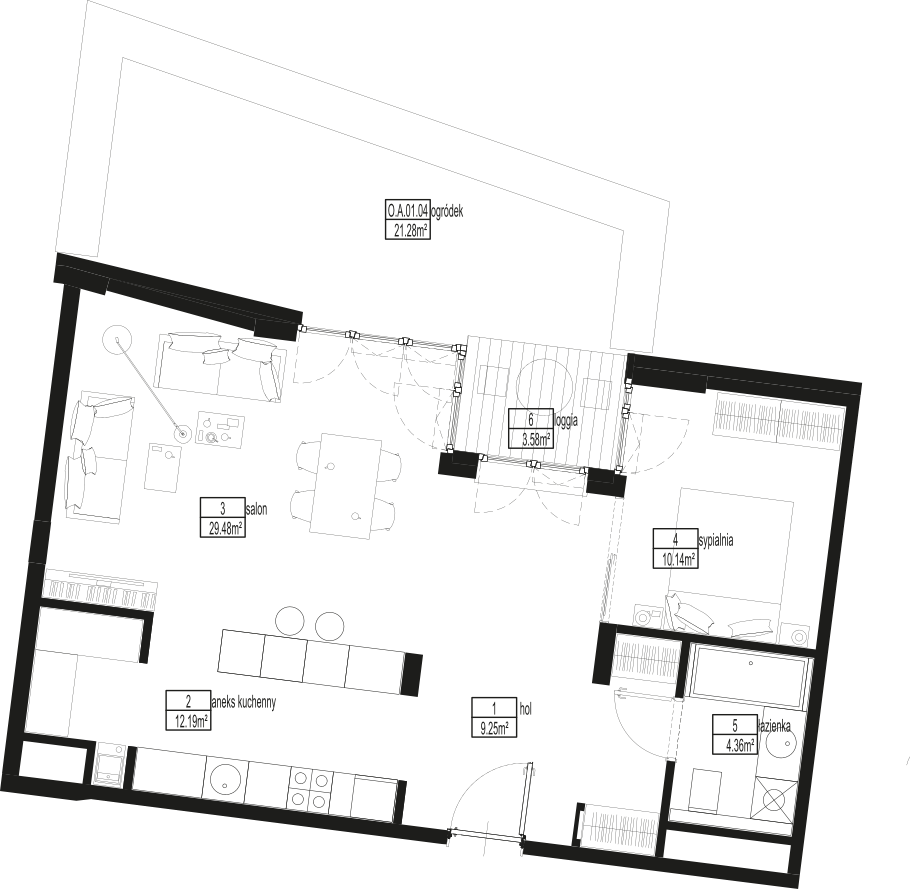 O.A.01.04 ogródek
21.28m²
6 loggia
3.58m²
3 salon
29.48m²
4 sypialnia
10.14m²
2 aneks kuchenny
12.19m²
1 hol
9.25m²
5 łazienka
4.36m²